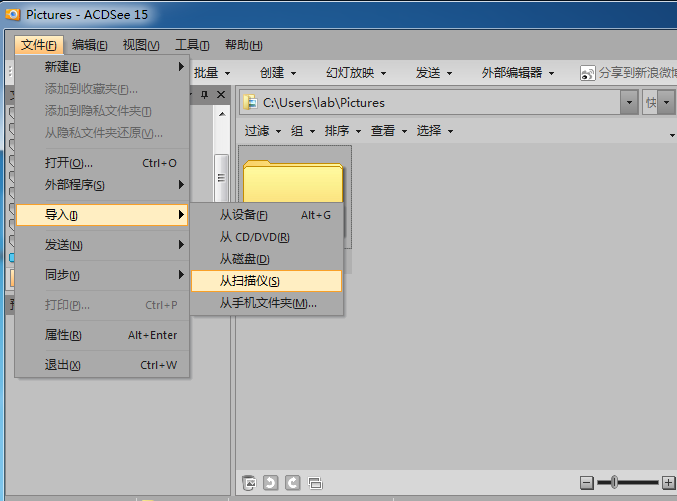 Pictures - ACDSee 15
文件(F) 编辑(E) 视图(V) 工具(T) 帮助(H)
批量 创建 幻灯放映 发送 外部编辑器 分享到新浪微博
新建(E)
添加到收藏夹(F)...
添加到隐私文件夹(T)
从隐私文件夹还原(V)...
打开(O)... Ctrl+O
外部程序(S)
导入(I)
发送(N)
同步(Y)
打印(P)... Ctrl+P
属性(R) Alt+Enter
退出(X) Ctrl+W
C:\Users\lab\Pictures 快
过滤 组 排序 查看 选择
从设备(F) Alt+G
从 CD/DVD(R)
从磁盘(D)
从扫描仪(S)
从手机文件夹(M)...